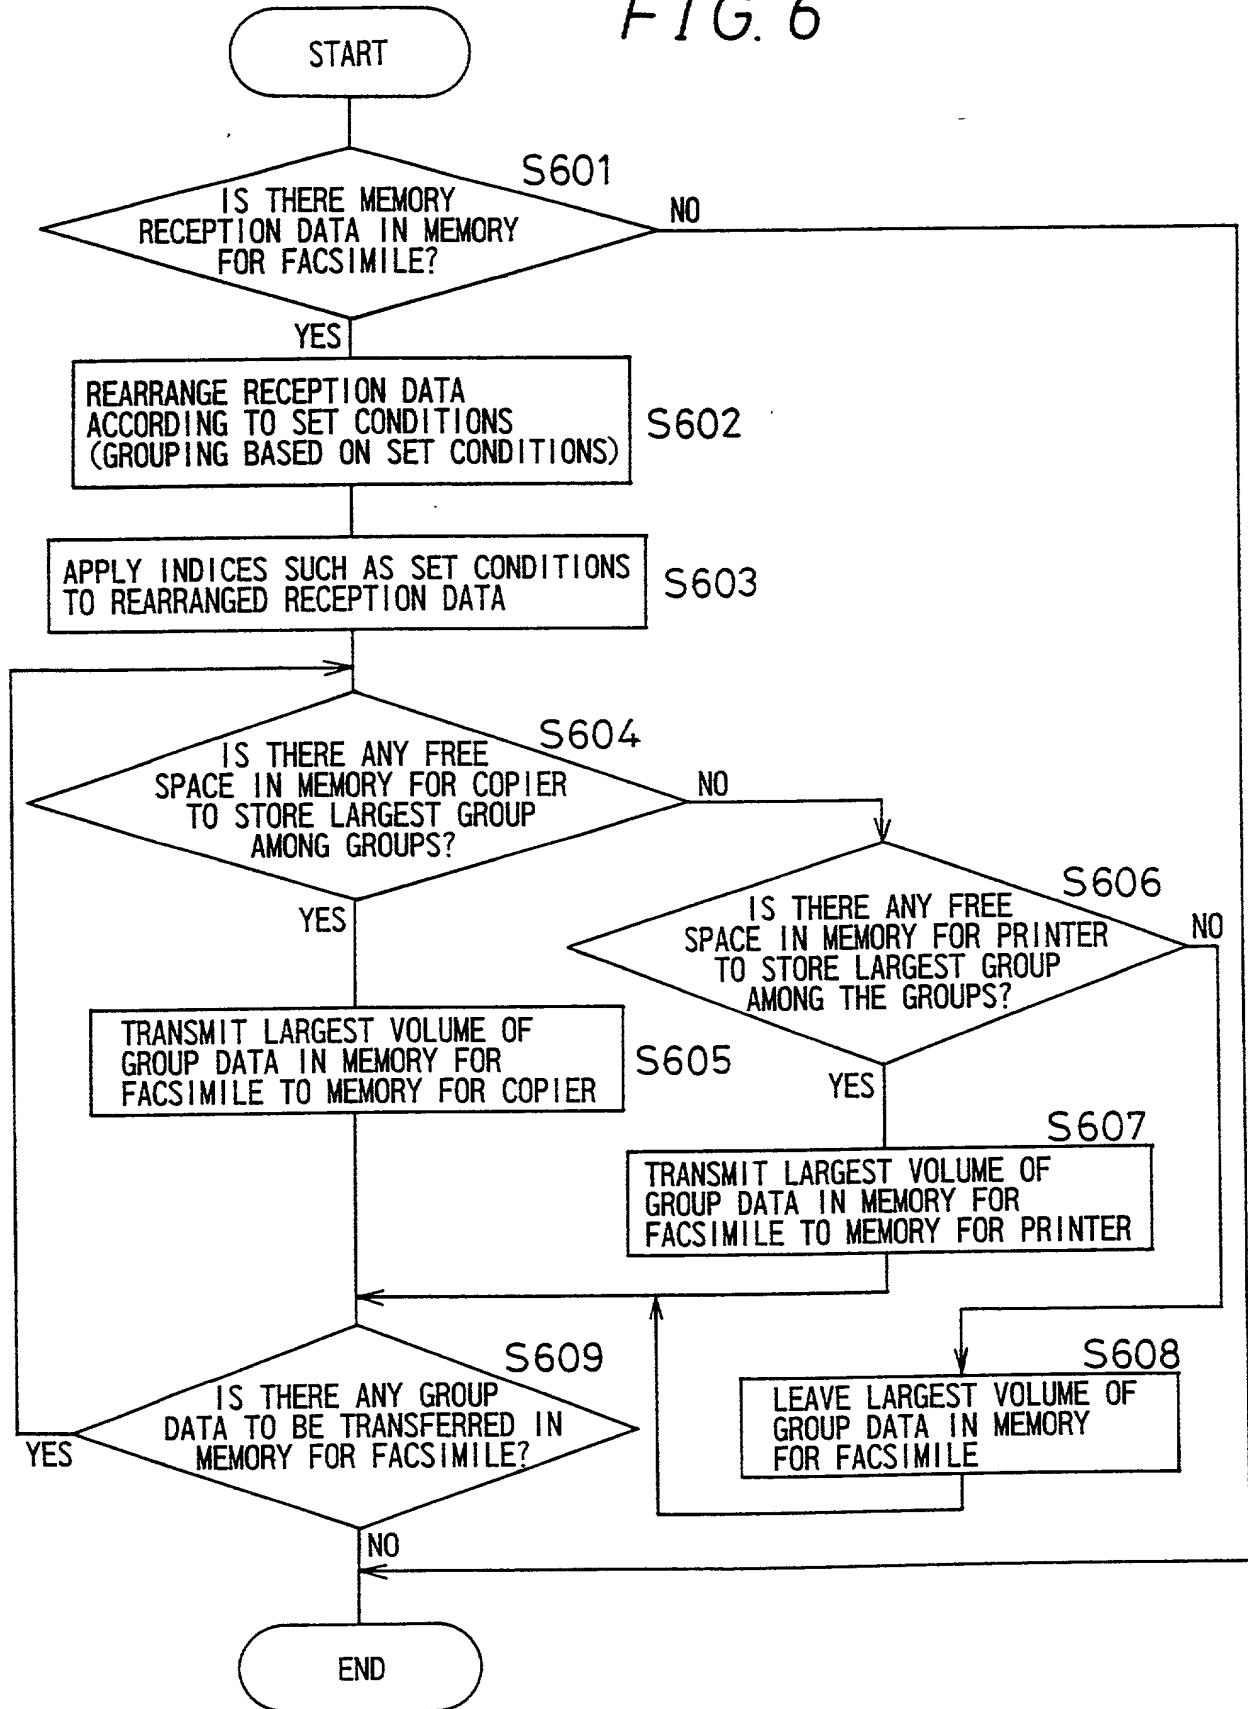 FIG. 6
START
S601
IS THERE MEMORY
RECEPTION DATA IN MEMORY
FOR FACSIMILE?
NO
YES
REARRANGE RECEPTION DATA
ACCORDING TO SET CONDITIONS
(GROUPING BASED ON SET CONDITIONS)
S602
APPLY INDICES SUCH AS SET CONDITIONS
TO REARRANGED RECEPTION DATA
S603
S604
IS THERE ANY FREE
SPACE IN MEMORY FOR COPIER
TO STORE LARGEST GROUP
AMONG GROUPS?
NO
YES
S606
IS THERE ANY FREE
SPACE IN MEMORY FOR PRINTER
TO STORE LARGEST GROUP
AMONG THE GROUPS?
NO
YES
TRANSMIT LARGEST VOLUME OF
GROUP DATA IN MEMORY FOR
FACSIMILE TO MEMORY FOR COPIER
S605
S607
TRANSMIT LARGEST VOLUME OF
GROUP DATA IN MEMORY FOR
FACSIMILE TO MEMORY FOR PRINTER
S609
IS THERE ANY GROUP
DATA TO BE TRANSFERRED IN
MEMORY FOR FACSIMILE?
YES
S608
LEAVE LARGEST VOLUME OF
GROUP DATA IN MEMORY
FOR FACSIMILE
NO
END